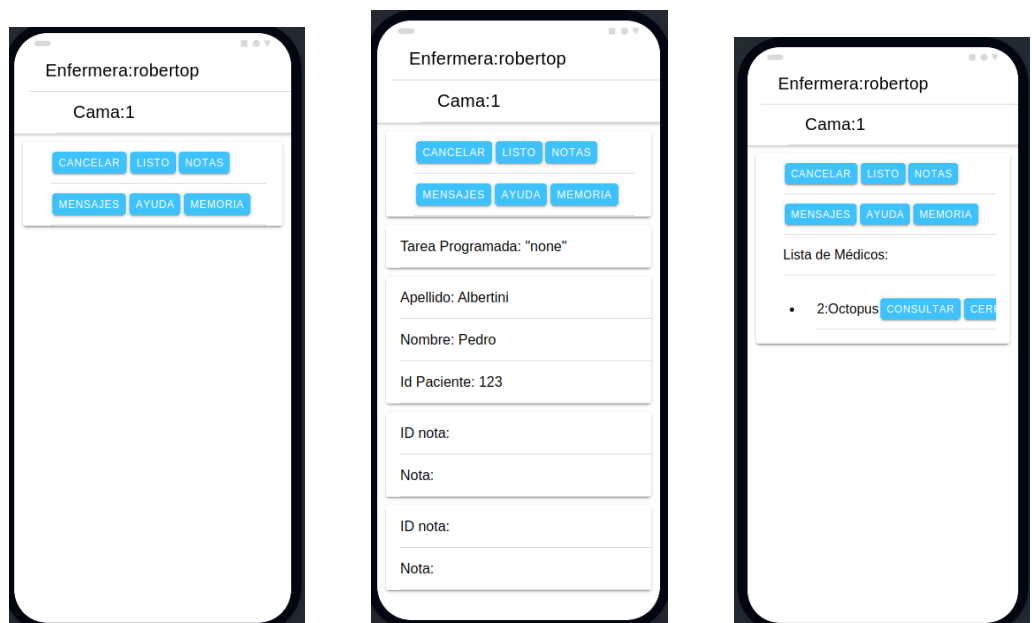 Enfermera:robertop
Cama:1
CANCELAR LISTO NOTAS
MENSAJES AYUDA MEMORIA
Enfermera:robertop
Cama:1
CANCELAR LISTO NOTAS
MENSAJES AYUDA MEMORIA
Tarea Programada: "none"
Apellido: Albertini
Nombre: Pedro
Id Paciente: 123
ID nota:
Nota:
ID nota:
Nota:
Enfermera:robertop
Cama:1
CANCELAR LISTO NOTAS
MENSAJES AYUDA MEMORIA
Lista de Médicos:
2:Octopus CONSULTAR